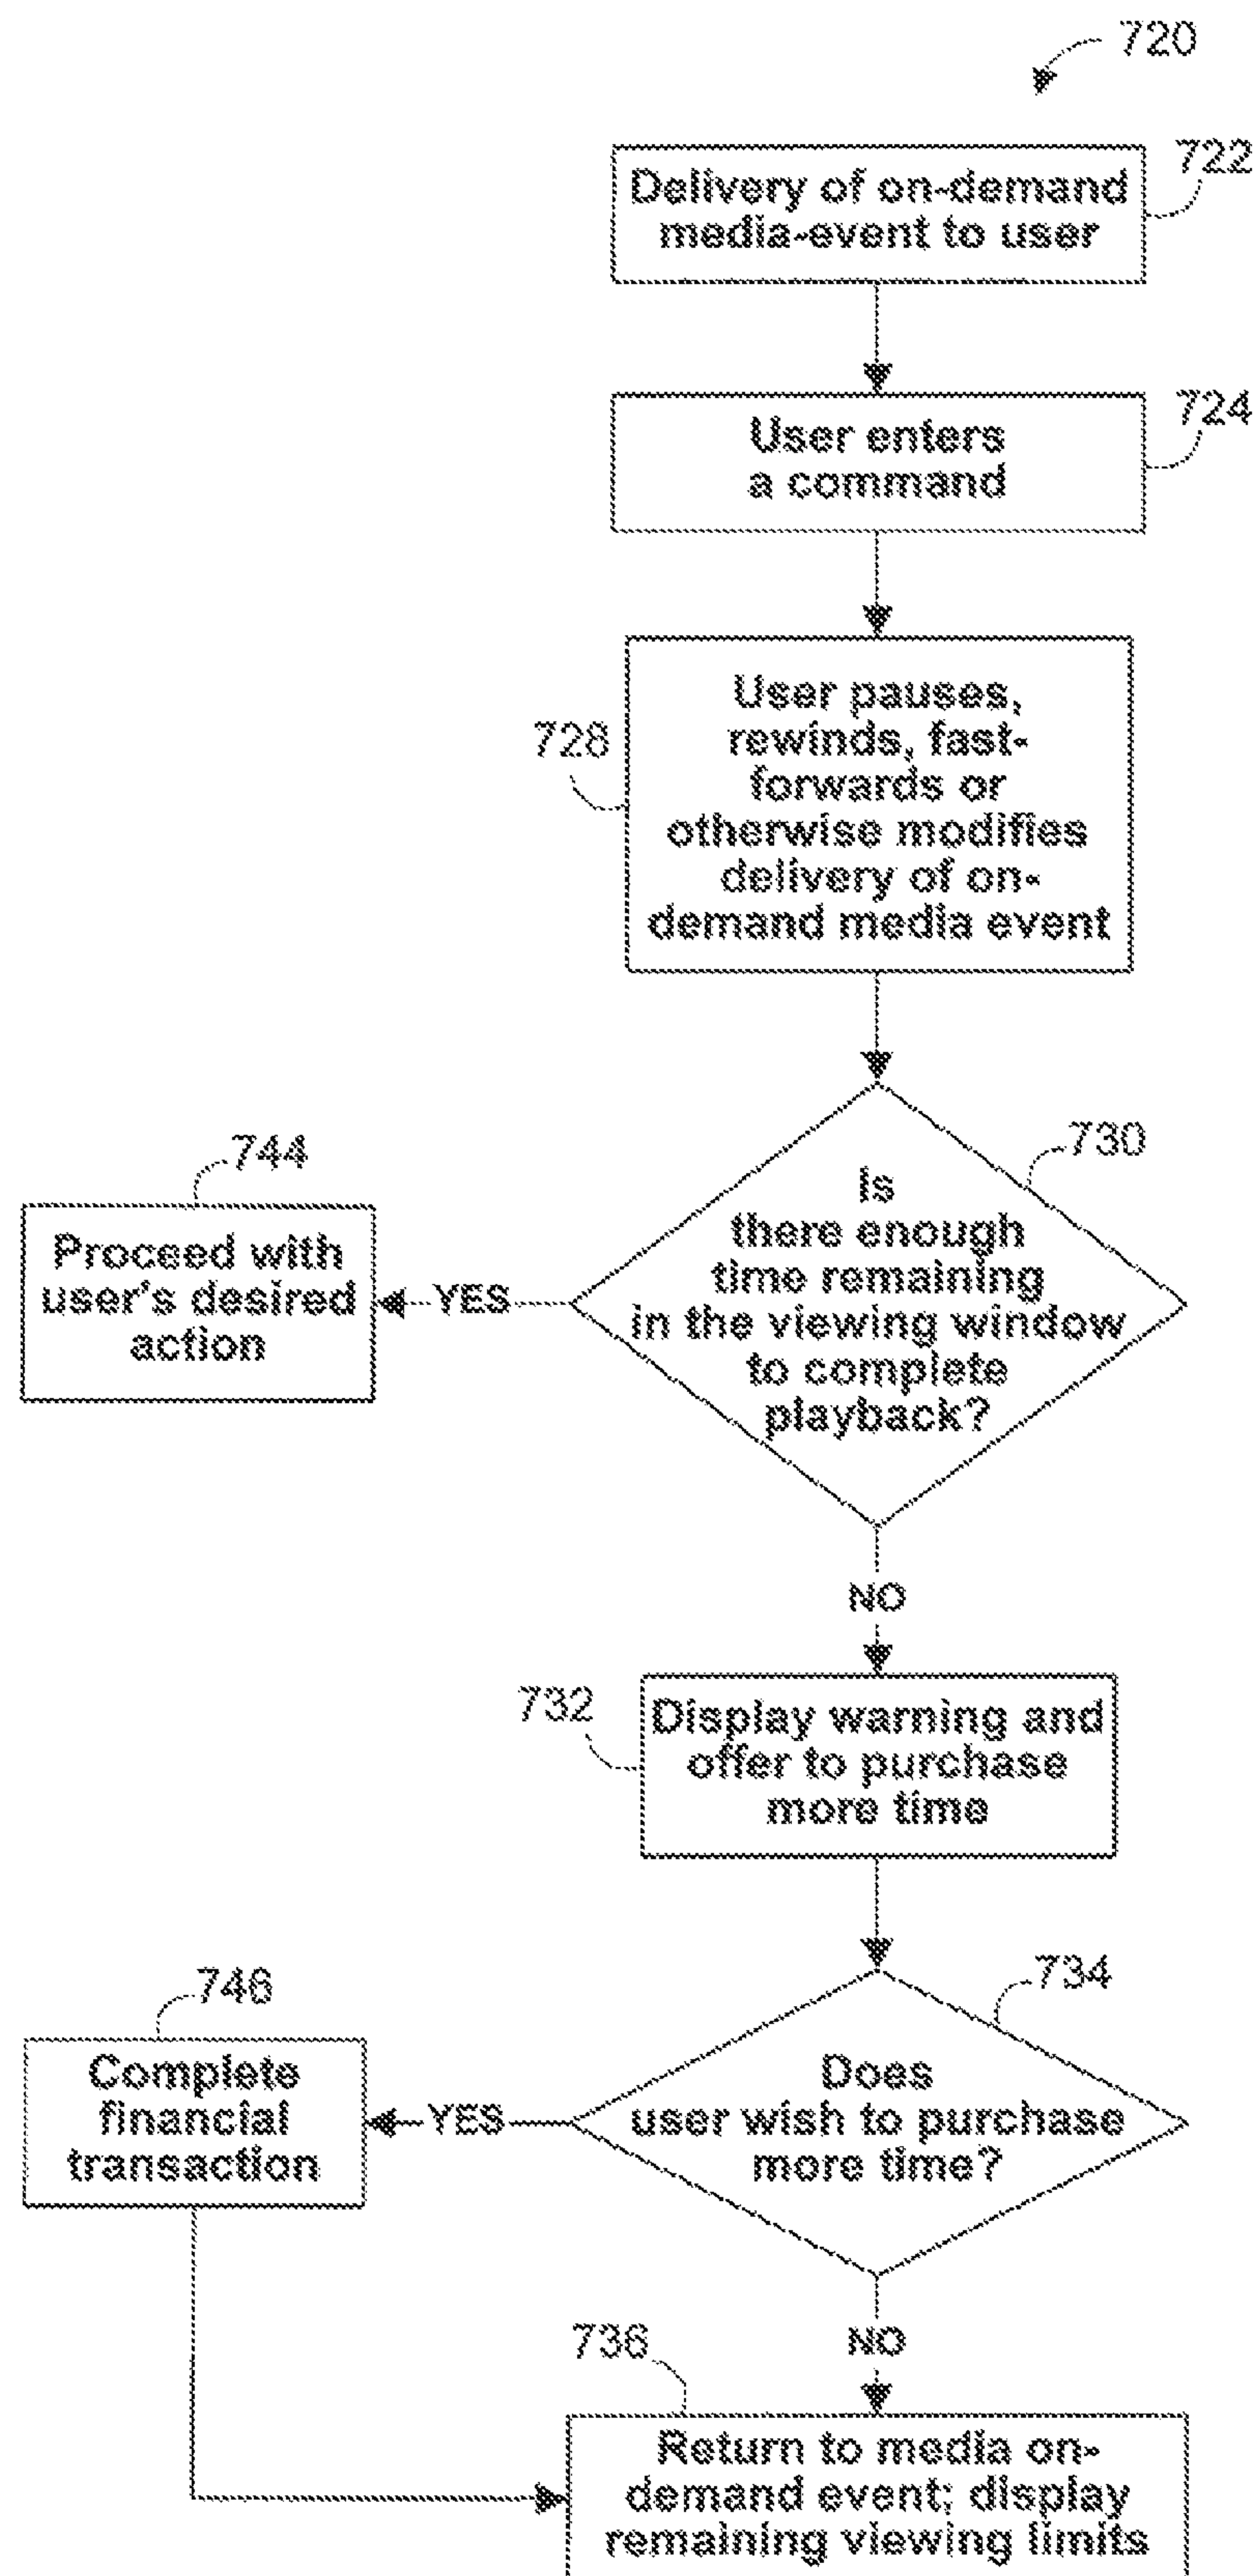 720
722
Delivery of on-demand
media-event to user
724
User enters
a command
728
User pauses,
rewinds, fast-
forwards or
otherwise modifies
delivery of on-
demand media event
730
Is
there enough
time remaining
in the viewing window
to complete
playback?
744
YES
Proceed with
user's desired
action
NO
732
Display warning and
offer to purchase
more time
734
Does
user wish to purchase
more time?
746
YES
Complete
financial
transaction
NO
736
Return to media on-
demand event; display
remaining viewing limits